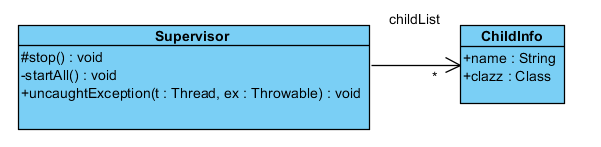 Supervisor
#stop() : void
-startAll() : void
+uncaughtException(t : Thread, ex : Throwable) : void
childList
*
ChildInfo
+name : String
+clazz : Class